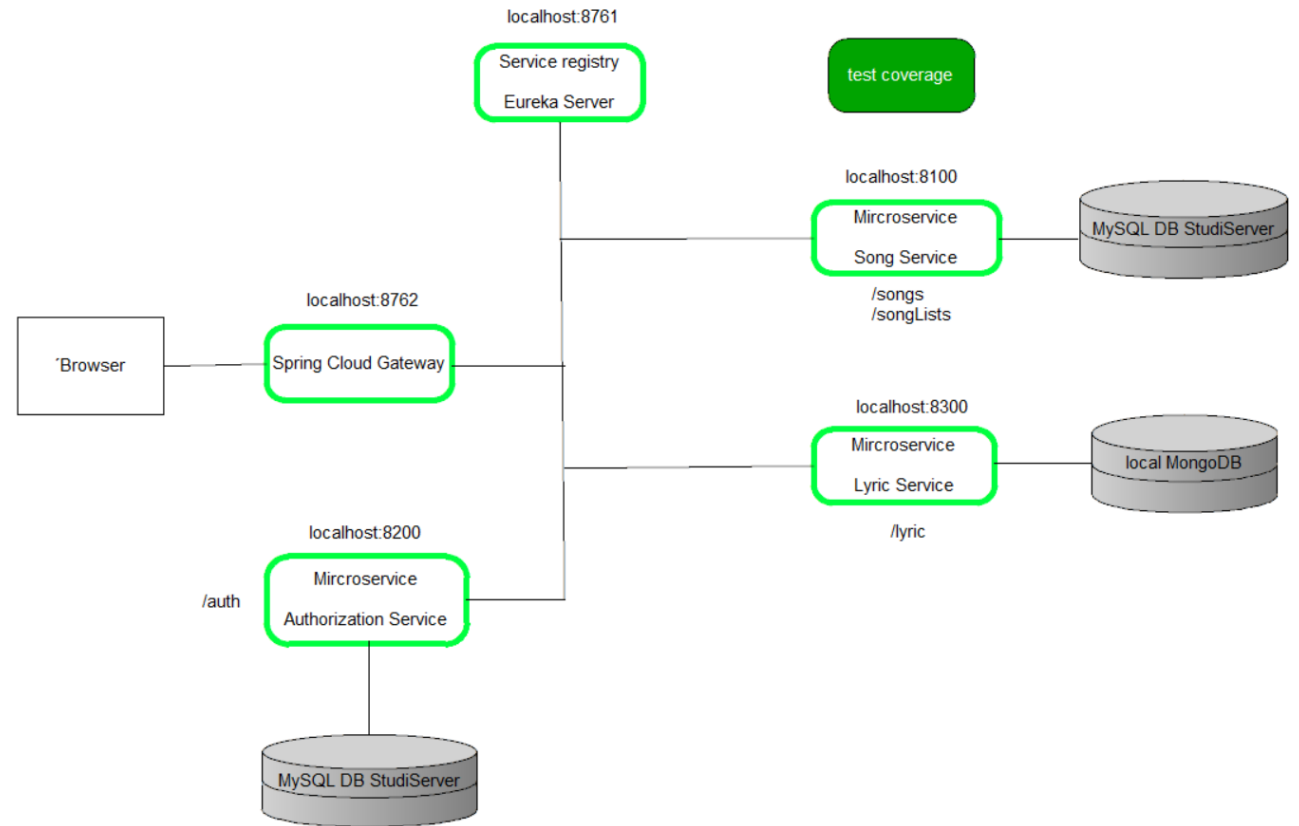 localhost:8761
Service registry
Eureka Server
test coverage
localhost:8100
Mircroservice
Song Service
/songs
/songLists
MySQL DB StudiServer
localhost:8762
´Browser
Spring Cloud Gateway
localhost:8300
Mircroservice
Lyric Service
/lyric
local MongoDB
localhost:8200
Mircroservice
Authorization Service
/auth
MySQL DB StudiServer